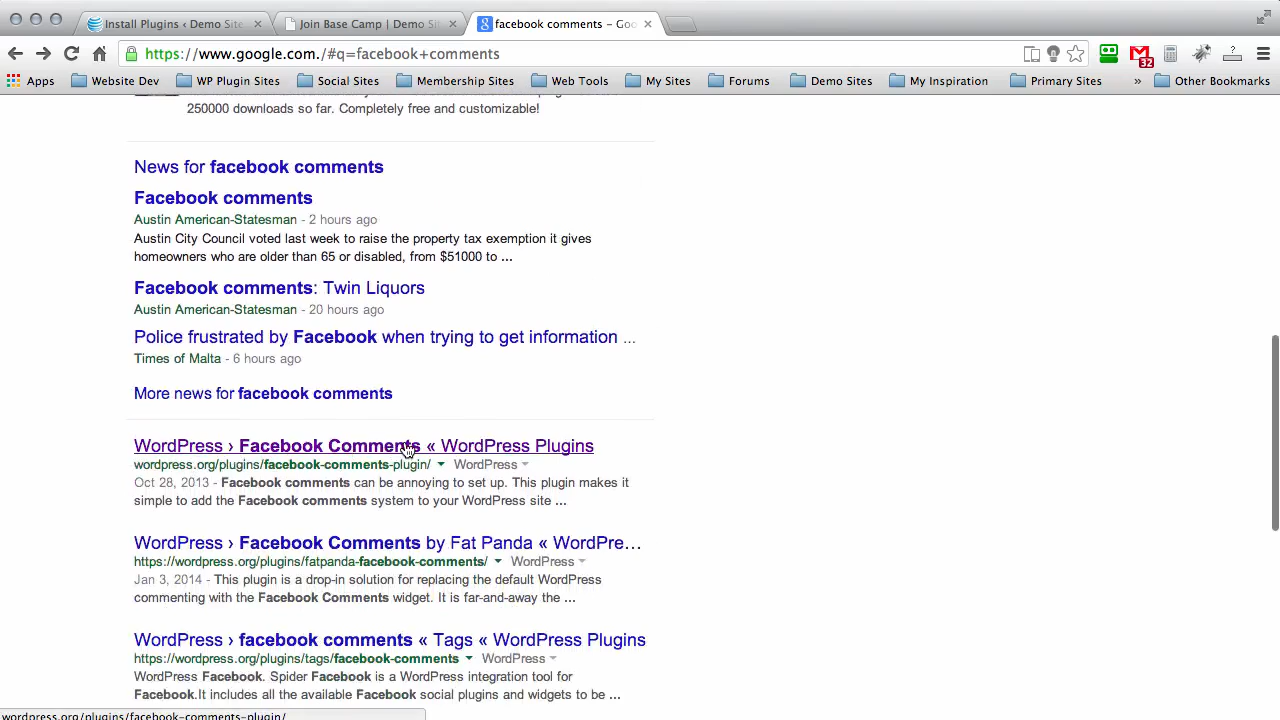 Install Plugins ‹ Demo Site
Join Base Camp | Demo Sit
facebook comments – Goo
https://www.google.com./#q=facebook+comments
32
?
Apps
Website Dev
WP Plugin Sites
Social Sites
Membership Sites
Web Tools
My Sites
Forums
Demo Sites
My Inspiration
Primary Sites
»
Other Bookmarks
250000 downloads so far. Completely free and customizable!
News for facebook comments
Facebook comments
Austin American-Statesman - 2 hours ago
Austin City Council voted last week to raise the property tax exemption it gives
homeowners who are older than 65 or disabled, from $51000 to ...
Facebook comments: Twin Liquors
Austin American-Statesman - 20 hours ago
Police frustrated by Facebook when trying to get information ...
Times of Malta - 6 hours ago
More news for facebook comments
WordPress › Facebook Comments « WordPress Plugins
wordpress.org/plugins/facebook-comments-plugin/ WordPress
Oct 28, 2013 - Facebook comments can be annoying to set up. This plugin makes it
simple to add the Facebook comments system to your WordPress site ...
WordPress › Facebook Comments by Fat Panda « WordPre...
https://wordpress.org/plugins/fatpanda-facebook-comments/ WordPress
Jan 3, 2014 - This plugin is a drop-in solution for replacing the default WordPress
commenting with the Facebook Comments widget. It is far-and-away the ...
WordPress › facebook comments « Tags « WordPress Plugins
https://wordpress.org/plugins/tags/facebook-comments WordPress
WordPress Facebook. Spider Facebook is a WordPress integration tool for
Facebook.It includes all the available Facebook social plugins and widgets to be ...
wordpress.org/plugins/facebook-comments-plugin/